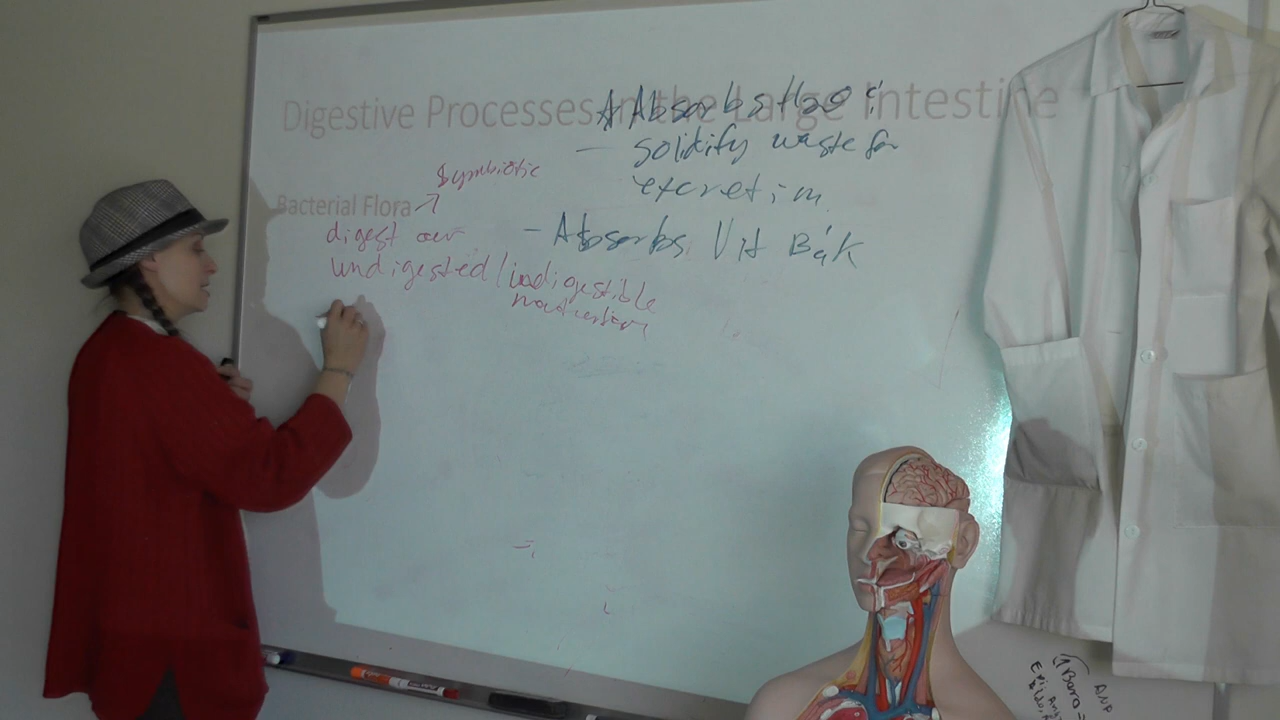 Digestive Processes in the Large Intestine
Absorbs H2O &
- solidify waste for
excretion.
Symbiotic
Bacterial Flora
digest our
- Absorbs Vit B & K
undigested / indigestible